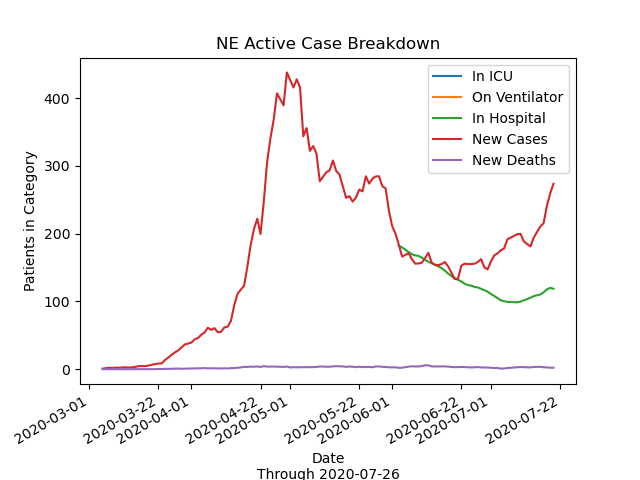 NE Active Case Breakdown
In ICU
On Ventilator
In Hospital
New Cases
New Deaths
Patients in Category
400
300
200
100
0
2020-03-01
2020-03-22
2020-04-01
2020-04-22
2020-05-01
2020-05-22
2020-06-01
2020-06-22
2020-07-01
2020-07-22
Date
Through 2020-07-26